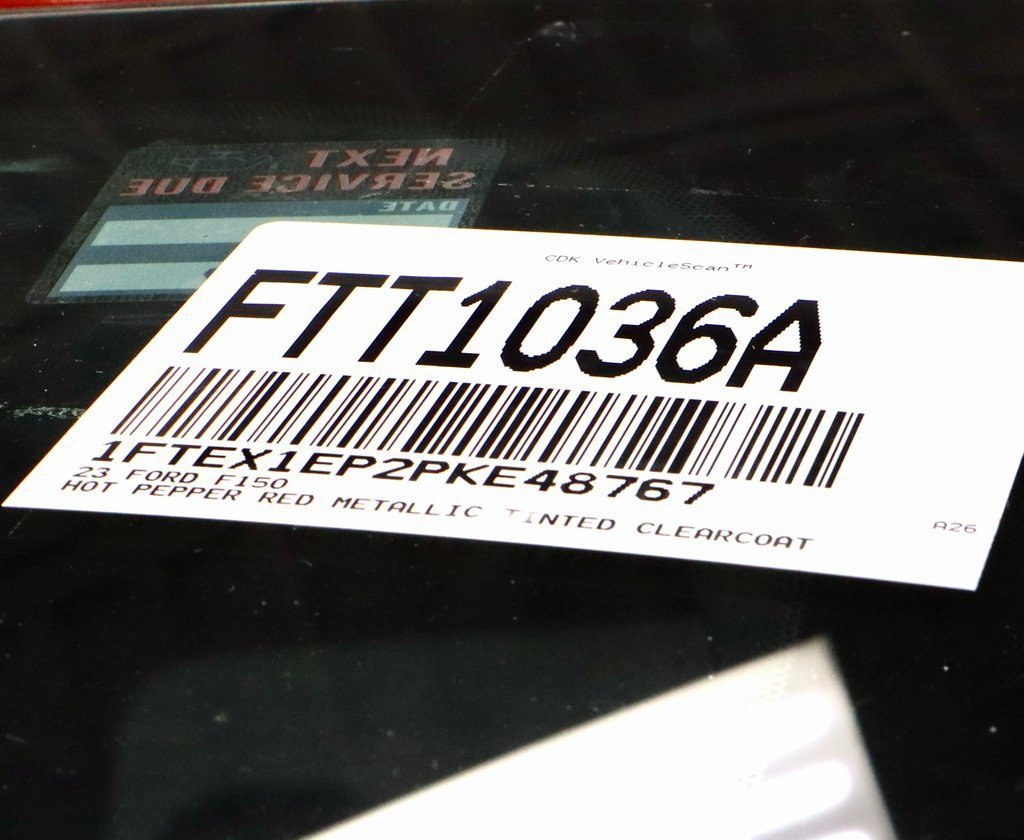 NEXT
SERVICE DUE
DATE
CDK VehicleScan™
FTT1036A
1FTEX1EP2PKE48767
23 FORD F150
HOT PEPPER RED METALLIC TINTED CLEARCOAT
A26